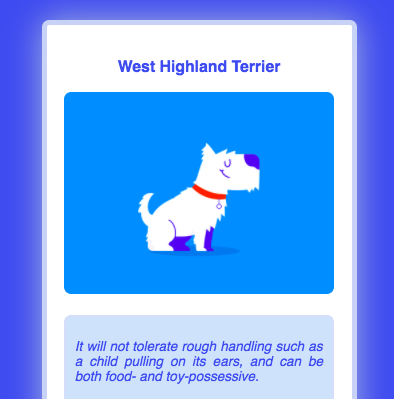 West Highland Terrier
It will not tolerate rough handling such as
a child pulling on its ears, and can be
both food- and toy-possessive.